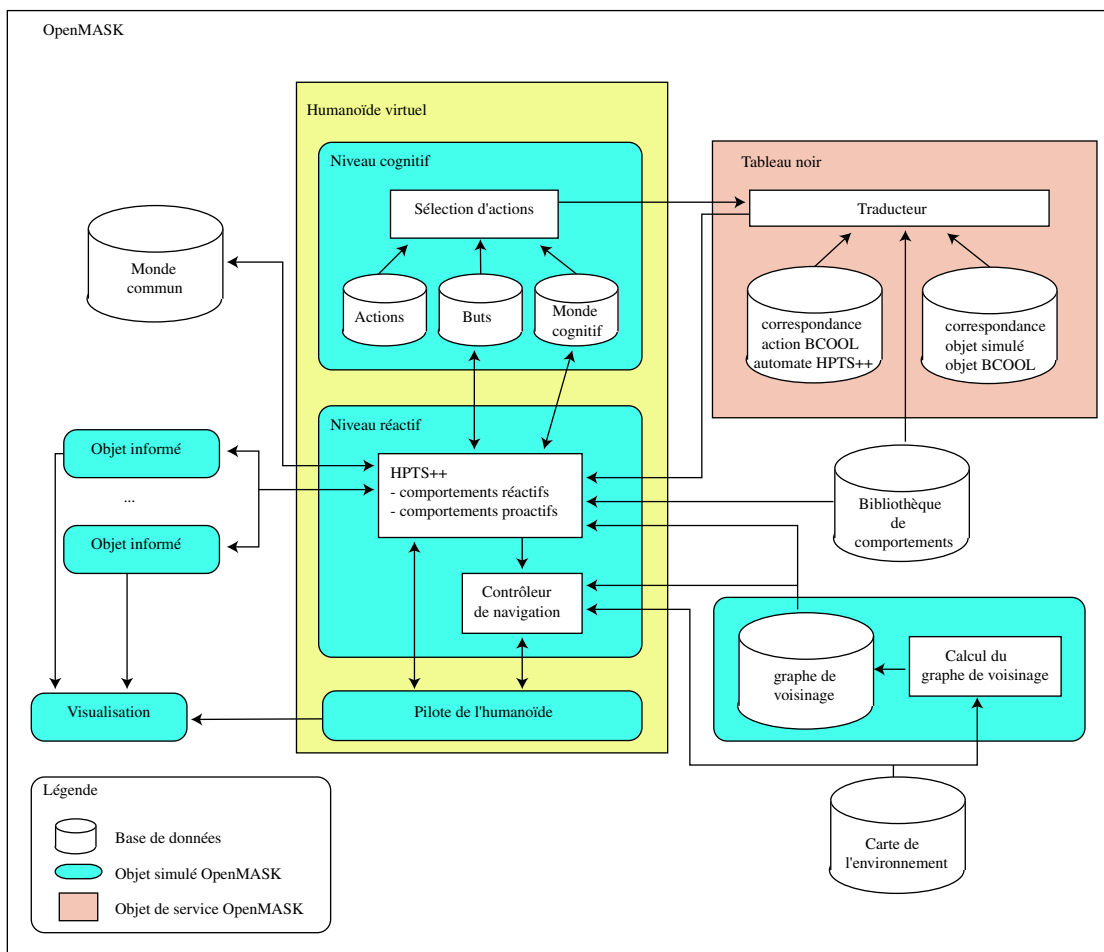 OpenMASK
Humanoïde virtuel
Niveau cognitif
Sélection d'actions
Actions
Buts
Monde
cognitif
Tableau noir
Traducteur
correspondance
action BCOOL
automate HPTS++
correspondance
objet simulé
objet BCOOL
Monde
commun
Niveau réactif
HPTS++
- comportements réactifs
- comportements proactifs
Contrôleur
de navigation
Objet informé
...
Objet informé
Bibliothèque
de
comportements
graphe de
voisinage
Calcul du
graphe de voisinage
Visualisation
Pilote de l'humanoïde
Carte de
l'environnement
Légende
Base de données
Objet simulé OpenMASK
Objet de service OpenMASK